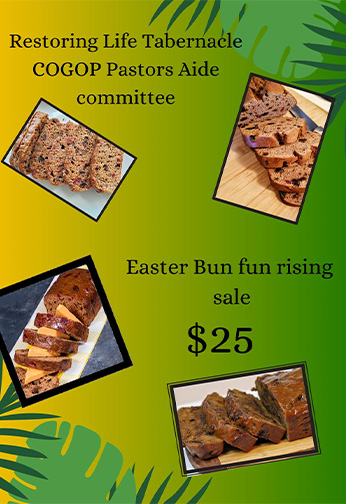 Restoring Life Tabernacle
COGOP Pastors Aide
committee
Easter Bun fun rising
sale
$25